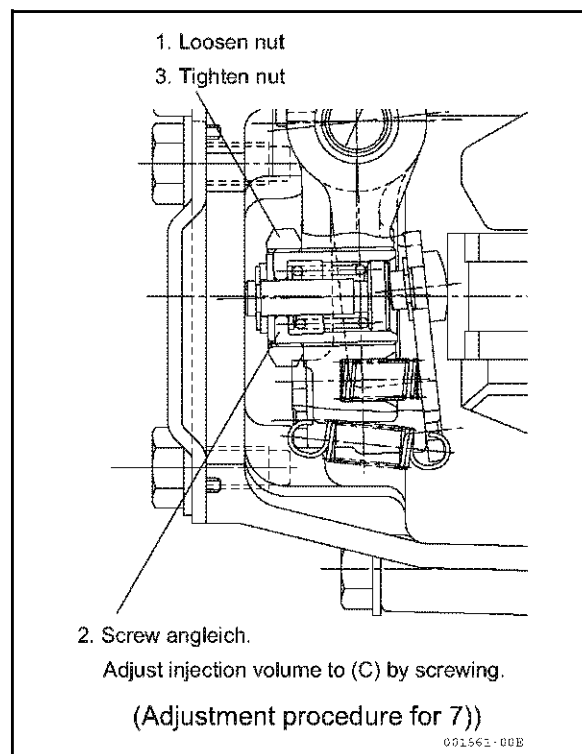 1. Loosen nut
3. Tighten nut
2. Screw angleich.
Adjust injection volume to (C) by screwing.
(Adjustment procedure for 7))
001561-00E